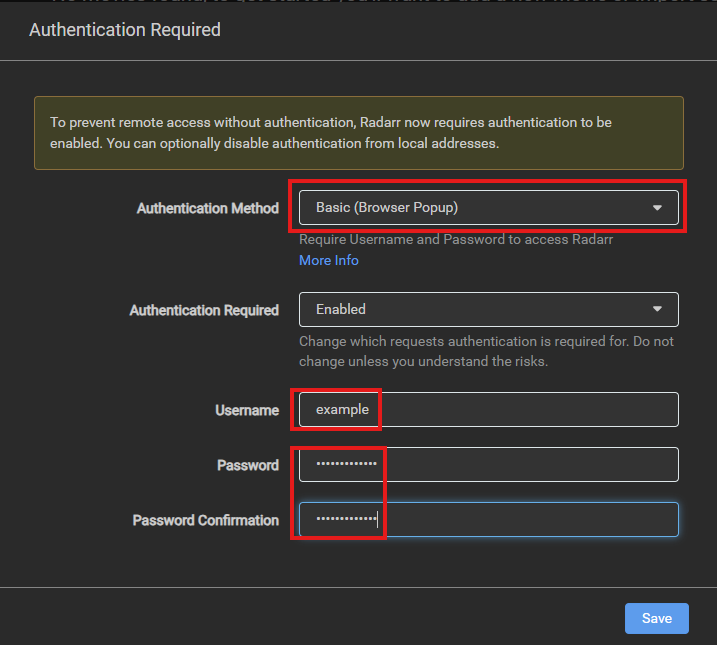 Authentication Required
To prevent remote access without authentication, Radarr now requires authentication to be
enabled. You can optionally disable authentication from local addresses.
Authentication Method
Basic (Browser Popup)
Require Username and Password to access Radarr
More Info
Authentication Required
Enabled
Change which requests authentication is required for. Do not
change unless you understand the risks.
Username
example
Password
•••••••••••••
Password Confirmation
•••••••••••••
Save